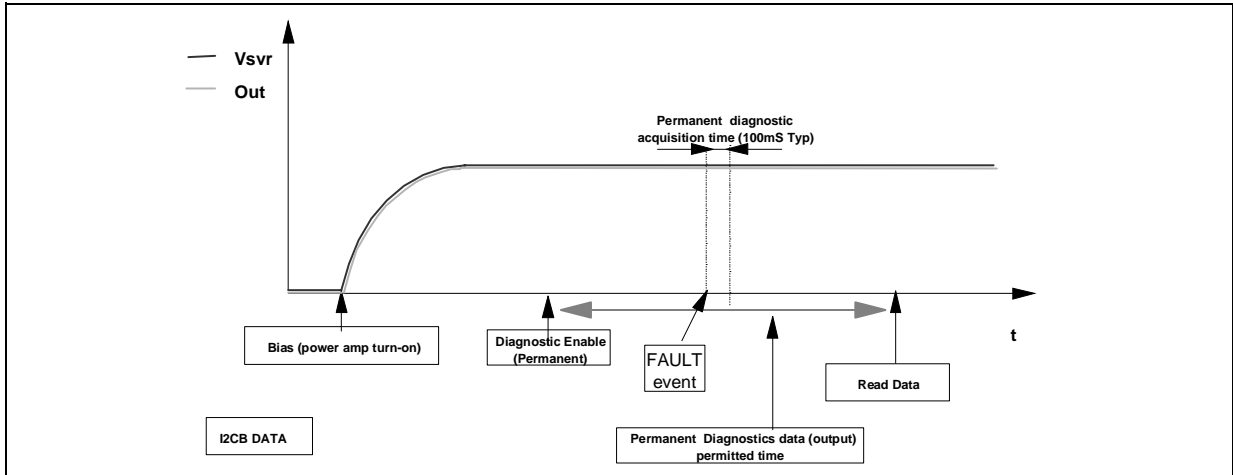 Vsvr
Out
Permanent diagnostic
acquisition time (100mS Typ)
t
Bias (power amp turn-on)
Diagnostic Enable
(Permanent)
FAULT
event
Read Data
I2CB DATA
Permanent Diagnostics data (output)
permitted time